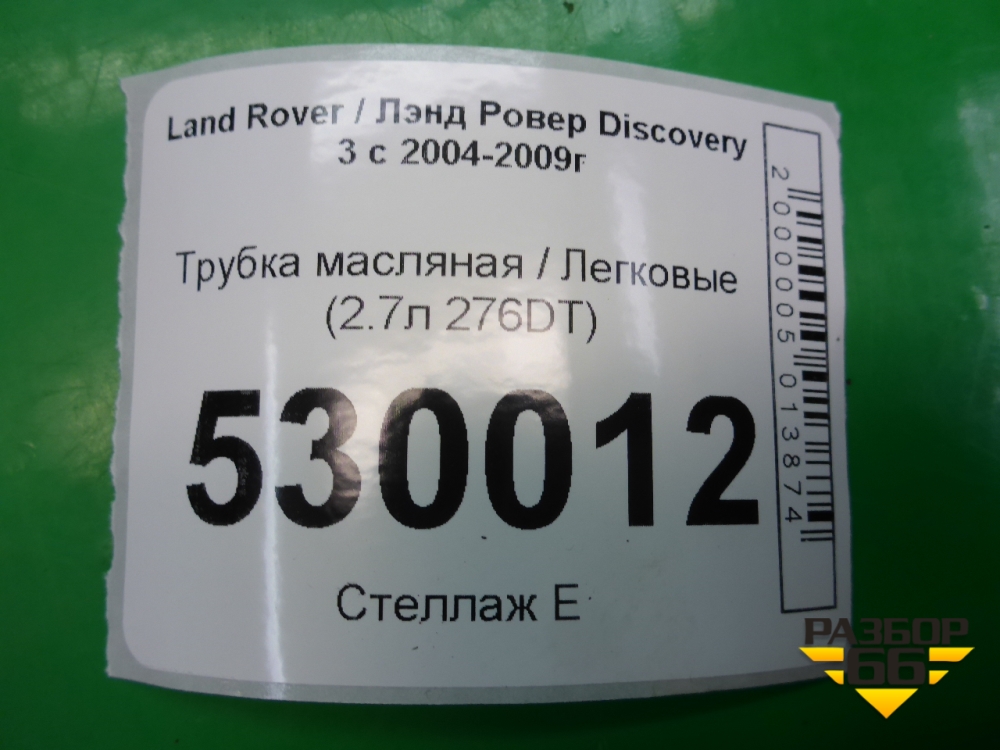 Land Rover / Лэнд Ровер Discovery
3 с 2004-2009г
Трубка масляная / Легковые
(2.7л 276DT)
530012
Стеллаж Е
2000005013874
РАЗБОР
66